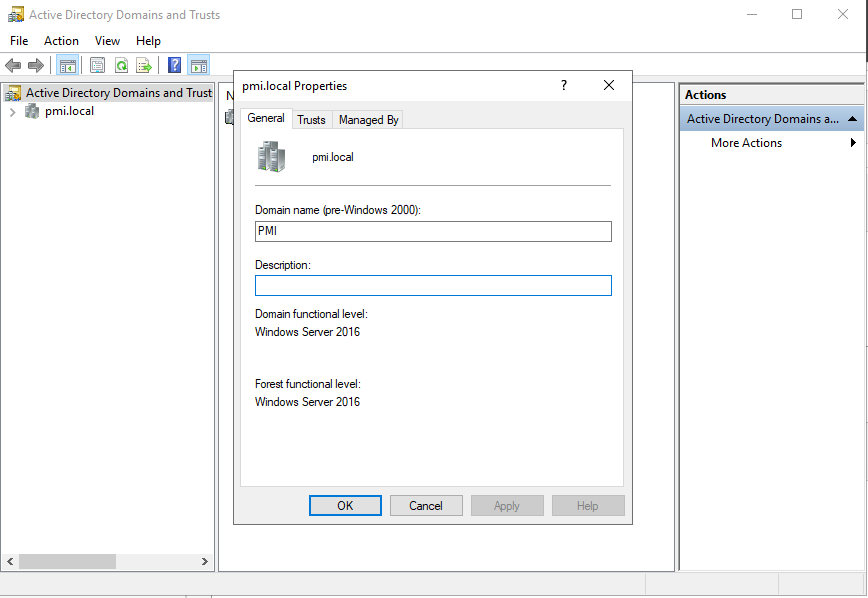 Active Directory Domains and Trusts
File Action View Help
Active Directory Domains and Trust
pmi.local
N
pmi.local Properties
?
General Trusts Managed By
pmi.local
Domain name (pre-Windows 2000):
PMI
Description:
Domain functional level:
Windows Server 2016
Forest functional level:
Windows Server 2016
OK Cancel Apply Help
Actions
Active Directory Domains a...
More Actions